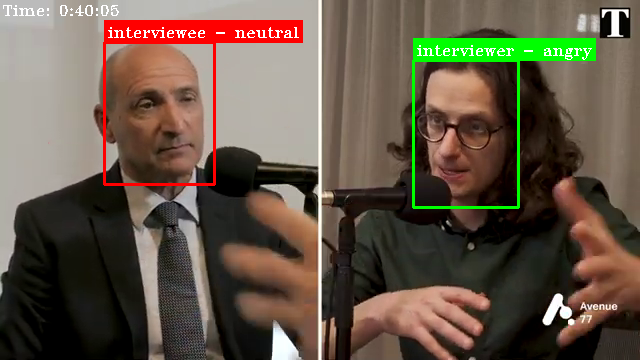 Time: 0:40:05
interviewee - neutral
T
interviewer - angry
Avenue
77